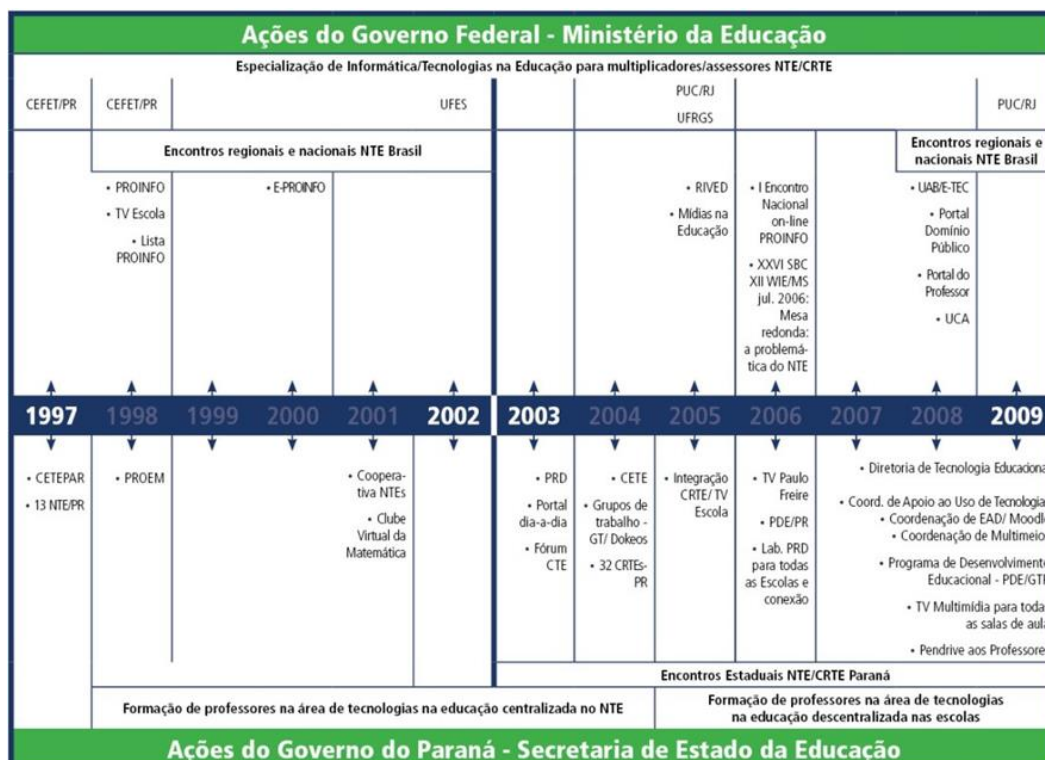 Ações do Governo Federal - Ministério da Educação
Especialização de Informática/Tecnologias na Educação para multiplicadores/assessores NTE/CRTE
CEFET/PR
CEFET/PR
UFES
PUC/RJ
UFRGS
PUC/RJ
Encontros regionais e nacionais NTE Brasil
Encontros regionais e
nacionais NTE Brasil
• PROINFO
• TV Escola
• Lista
PROINFO
• E-PROINFO
• RIVED
• Mídias na
Educação
• I Encontro
Nacional
on-line
PROINFO
• XXVI SBC
XII WIE/MS
jul. 2006:
Mesa
redonda:
a problemá-
tica do NTE
• UAB/E-TEC
• Portal
Domínio
Público
• Portal do
Professor
• UCA
1997 1998 1999 2000 2001 2002 2003 2004 2005 2006 2007 2008 2009
• CETEPAR
• 13 NTE/PR
• PROEM
• Coopera-
tiva NTEs
• Clube
Virtual da
Matemática
• PRD
• Portal
dia-a-dia
• Fórum
CTE
• CETE
• Grupos de
trabalho -
GT/ Dokeos
• 32 CRTEs-
PR
• Integração
CRTE/ TV
Escola
• TV Paulo
Freire
• PDE/PR
• Lab. PRD
para todas
as Escolas e
conexão
• Diretoria de Tecnologia Educaciona
• Coord. de Apoio ao Uso de Tecnologia
• Coordenação de EAD/ Moodle
• Coordenação de Multimeio
• Programa de Desenvolvimento
Educacional - PDE/GTR
• TV Multimídia para toda
as salas de aula
• Pendrive aos Professore
Encontros Estaduais NTE/CRTE Paraná
Formação de professores na área de tecnologias na educação centralizada no NTE
Formação de professores na área de tecnologias
na educação descentralizada nas escolas
Ações do Governo do Paraná - Secretaria de Estado da Educação